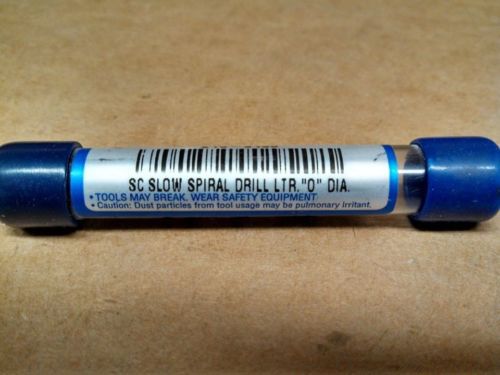 SC SLOW SPIRAL DRILL LTR."O" DIA.
• TOOLS MAY BREAK, WEAR SAFETY EQUIPMENT
• Caution: Dust particles from tool usage may be pulmonary irritant.